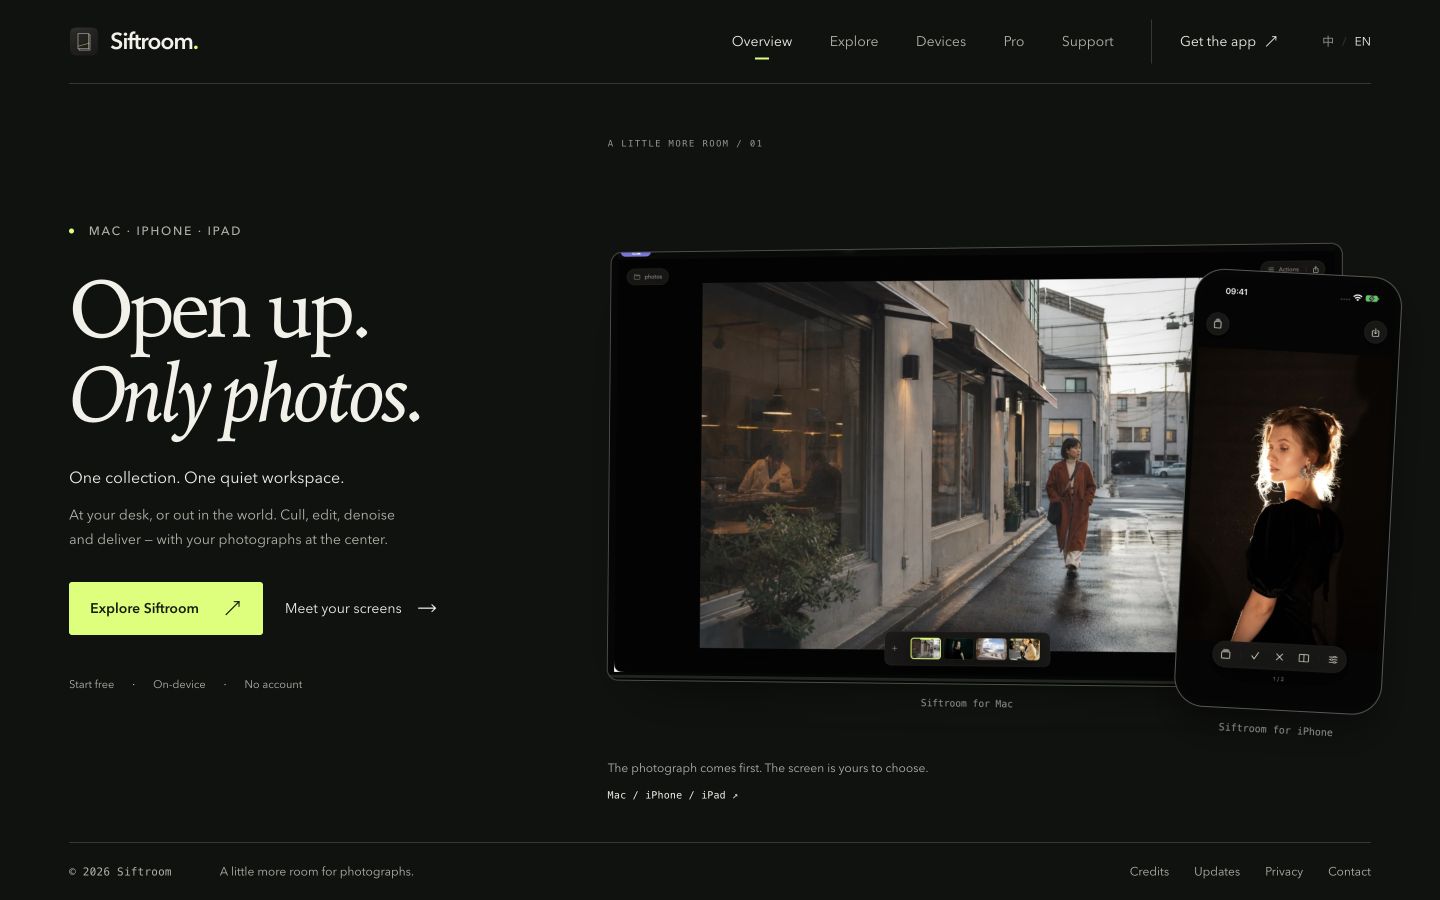 Siftroom.
Overview
Explore
Devices
Pro
Support
Get the app ↗
中 / EN
A LITTLE MORE ROOM / 01
MAC · IPHONE · IPAD
Open up.
Only photos.
One collection. One quiet workspace.
At your desk, or out in the world. Cull, edit, denoise
and deliver – with your photographs at the center.
Explore Siftroom ↗
Meet your screens →
Start free · On-device · No account
photos
Actions
09:41
1 / 2
Siftroom for Mac
Siftroom for iPhone
The photograph comes first. The screen is yours to choose.
Mac / iPhone / iPad ↗
© 2026 Siftroom
A little more room for photographs.
Credits
Updates
Privacy
Contact